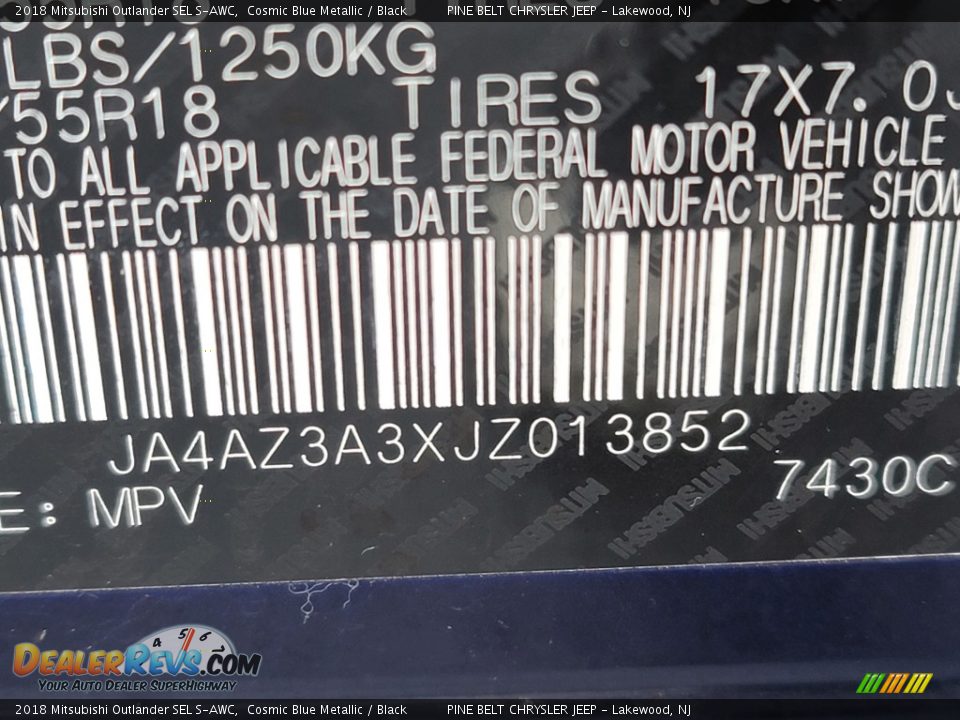 2018 Mitsubishi Outlander SEL S-AWC, Cosmic Blue Metallic / Black PINE BELT CHRYSLER JEEP - Lakewood, NJ
LBS/1250KG
/55R18 TIRES 17X7.0J
TO ALL APPLICABLE FEDERAL MOTOR VEHICLE
IN EFFECT ON THE DATE OF MANUFACTURE SHOW
JA4AZ3A3XJZ013852
E: MPV 7430C
4 5 6
DEALERREVS.COM
YOUR AUTO DEALER SUPERHIGHWAY
2018 Mitsubishi Outlander SEL S-AWC, Cosmic Blue Metallic / Black PINE BELT CHRYSLER JEEP - Lakewood, NJ